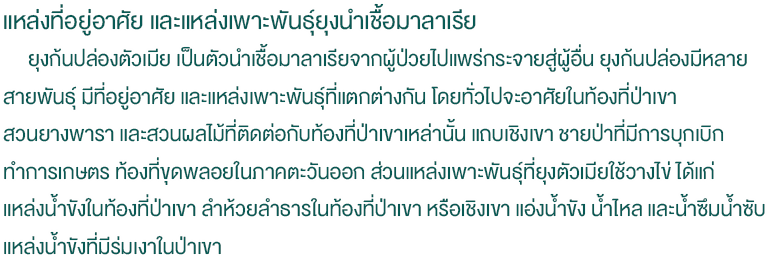 แหล่งที่อยู่อาศัย และแหล่งเพาะพันธุ์ยุงนำเชื้อมาลาเรีย
ยุงก้นปล่องตัวเมีย เป็นตัวนำเชื้อมาลาเรียจากผู้ป่วยไปแพร่กระจายสู่ผู้อื่น ยุงก้นปล่องมีหลาย
สายพันธุ์ มีที่อยู่อาศัย และแหล่งเพาะพันธุ์ที่แตกต่างกัน โดยทั่วไปจะอาศัยในท้องที่ป่าเขา
สวนยางพารา และสวนผลไม้ที่ติดต่อกับท้องที่ป่าเขาเหล่านั้น แถบเชิงเขา ชายป่าที่มีการบุกเบิก
ทำการเกษตร ท้องที่ขุดพลอยในภาคตะวันออก ส่วนแหล่งเพาะพันธุ์ที่ยุงตัวเมียใช้วางไข่ ได้แก่
แหล่งน้ำขังในท้องที่ป่าเขา ลำห้วยลำธารในท้องที่ป่าเขา หรือเชิงเขา แอ่งน้ำขัง น้ำไหล และน้ำซึมน้ำซับ
แหล่งน้ำขังที่มีร่มเงาในป่าเขา